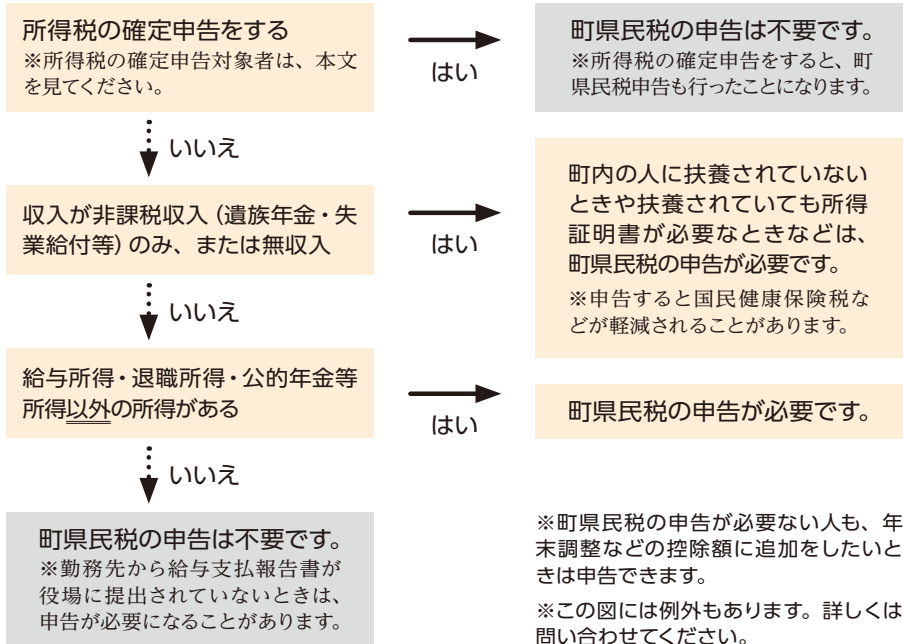 所得税の確定申告をする
※所得税の確定申告対象者は、本文
を見てください。
はい
町県民税の申告は不要です。
※所得税の確定申告をすると、町
県民税申告も行ったことになります。
いいえ
収入が非課税収入（遺族年金・失
業給付等）のみ、または無収入
はい
町内の人に扶養されていない
ときや扶養されていても所得
証明書が必要なときなどは、
町県民税の申告が必要です。
※申告すると国民健康保険税な
どが軽減されることがあります。
いいえ
給与所得・退職所得・公的年金等
所得以外の所得がある
はい
町県民税の申告が必要です。
いいえ
町県民税の申告は不要です。
※勤務先から給与支払報告書が
役場に提出されていないときは、
申告が必要になることがあります。
※町県民税の申告が必要ない人も、年
末調整などの控除額に追加をしたいと
きは申告できます。
※この図には例外もあります。詳しくは
問い合わせてください。